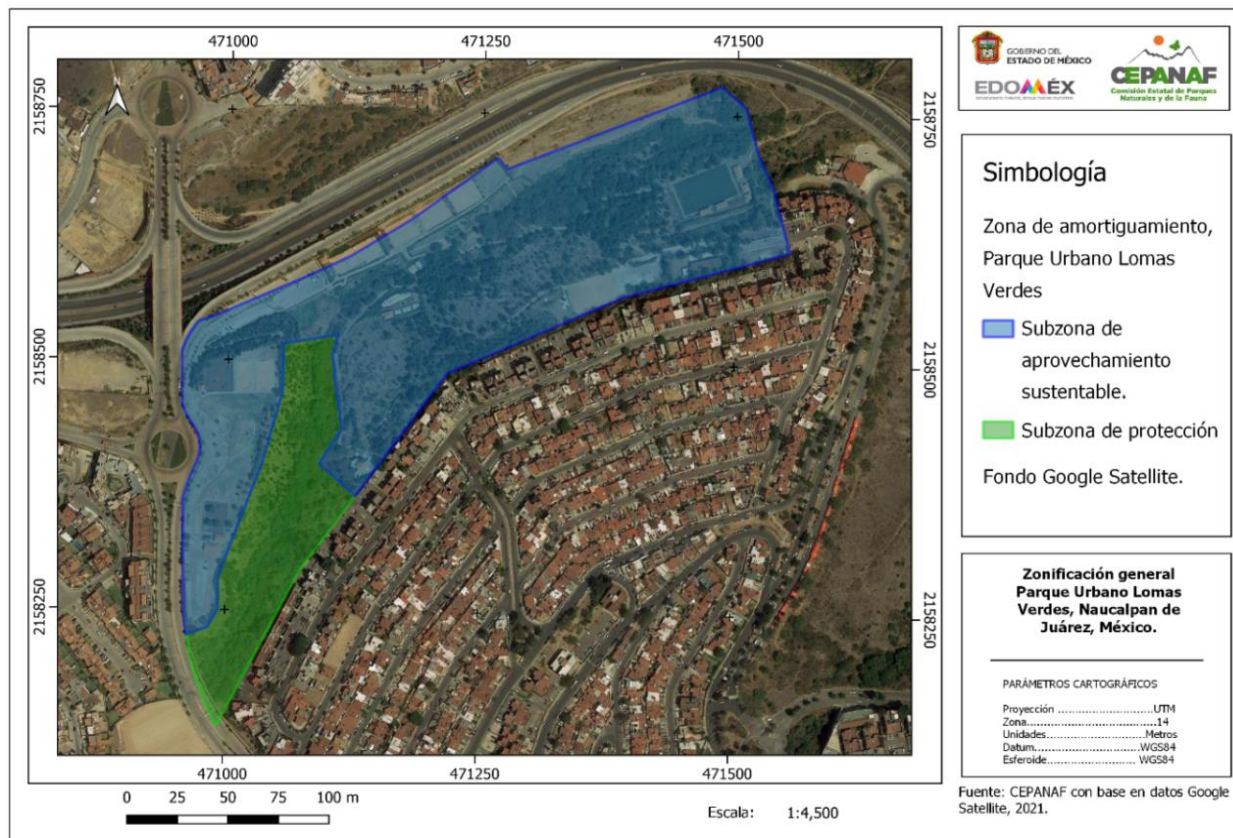 471000
471250
471500
2158750
2158500
2158250
2158750
2158500
2158250
471000
471250
471500
0 25 50 75 100 m
Escala: 1:4,500
GOBIERNO DEL
ESTADO DE MÉXICO
EDOMÉX
CEPANAF
Comisión Estatal de Parques
Naturales y de la Fauna
Simbología
Zona de amortiguamiento,
Parque Urbano Lomas
Verdes
Subzona de
aprovechamiento
sustentable.
Subzona de protección
Fondo Google Satellite.
Zonificación general
Parque Urbano Lomas
Verdes, Naucalpan de
Juárez, México.
PARÁMETROS CARTOGRÁFICOS
Proyección ............................UTM
Zona......................................14
Unidades...............................Metros
Datum...................................WGS84
Esferoide............................... WGS84
Fuente: CEPANAF con base en datos Google
Satellite, 2021.